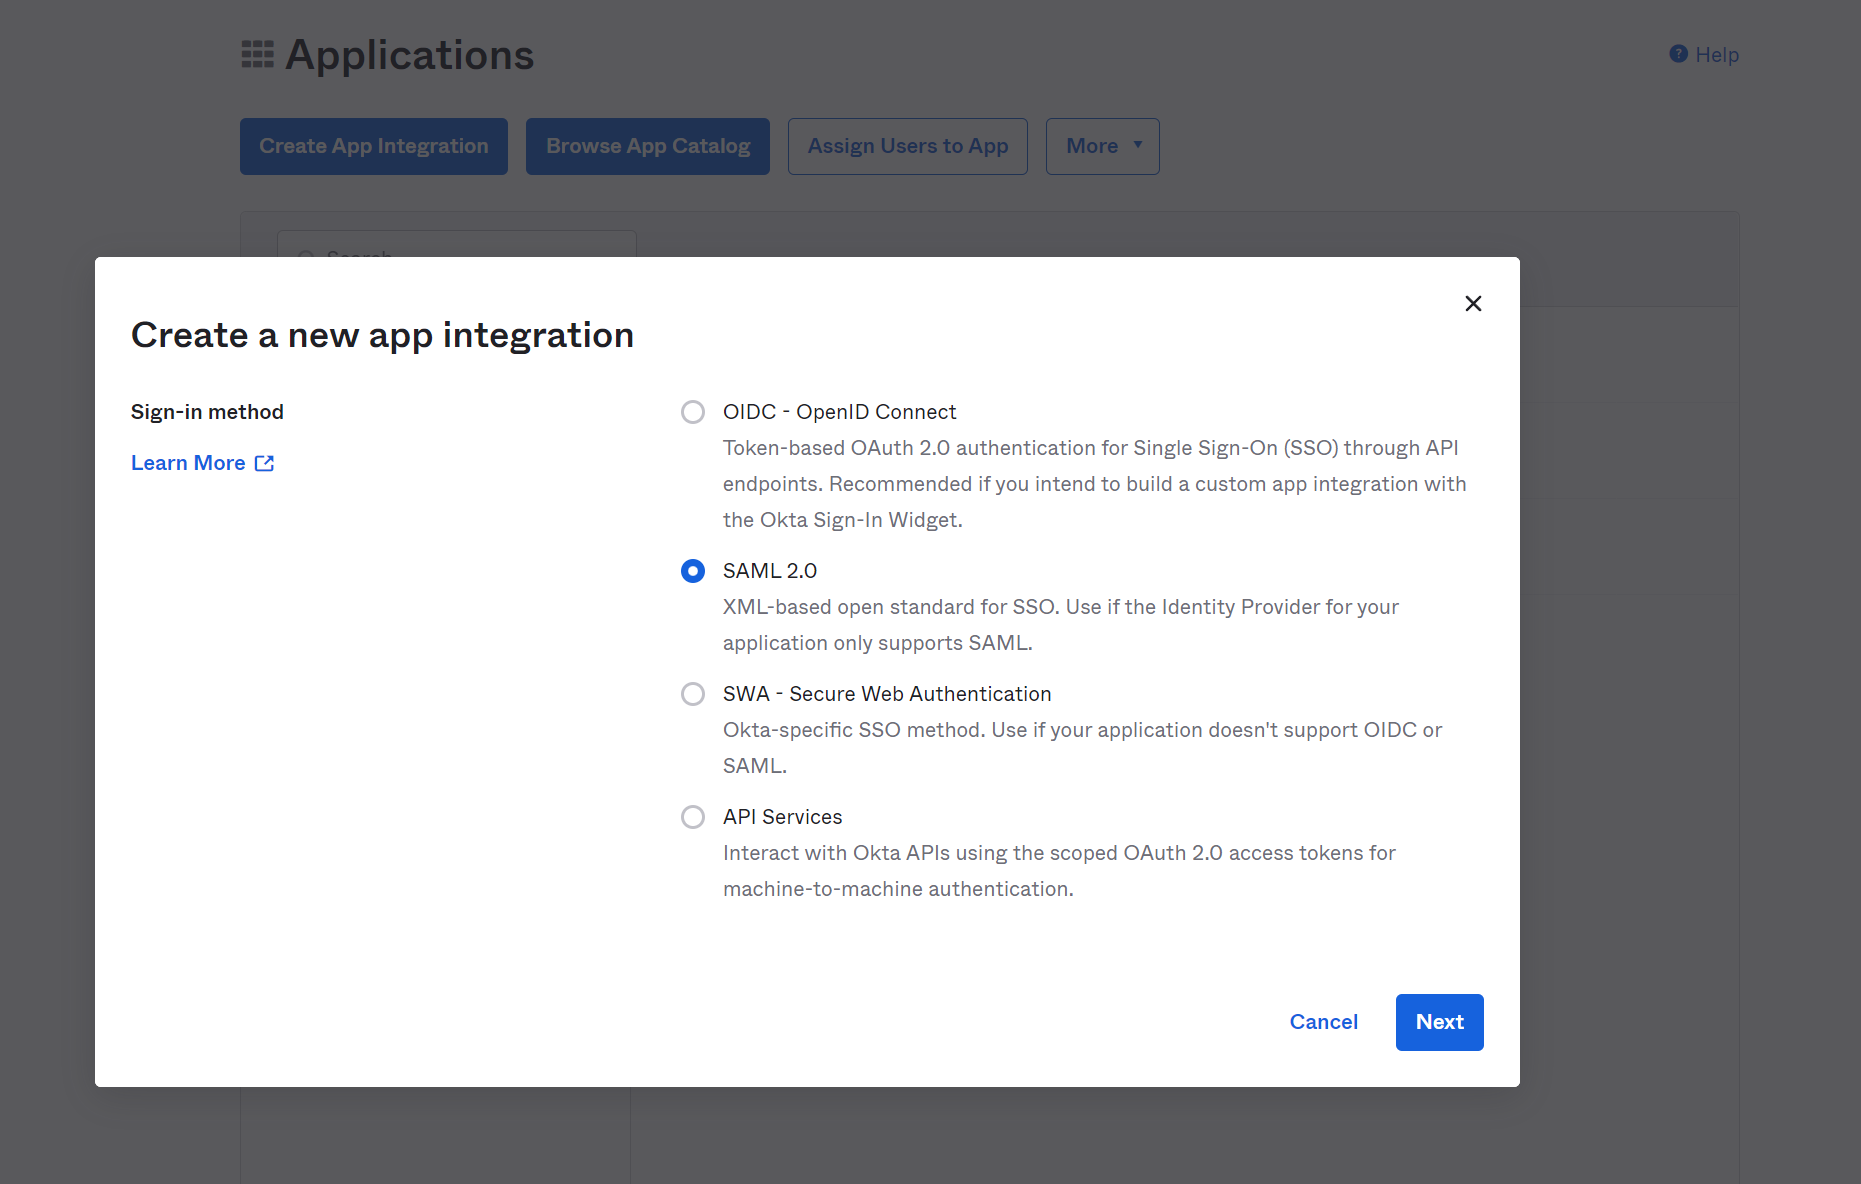 Applications
Help
Create App Integration
Browse App Catalog
Assign Users to App
More
Search
Create a new app integration
Sign-in method
Learn More
OIDC - OpenID Connect
Token-based OAuth 2.0 authentication for Single Sign-On (SSO) through API
endpoints. Recommended if you intend to build a custom app integration with
the Okta Sign-In Widget.
SAML 2.0
XML-based open standard for SSO. Use if the Identity Provider for your
application only supports SAML.
SWA - Secure Web Authentication
Okta-specific SSO method. Use if your application doesn't support OIDC or
SAML.
API Services
Interact with Okta APIs using the scoped OAuth 2.0 access tokens for
machine-to-machine authentication.
Cancel
Next